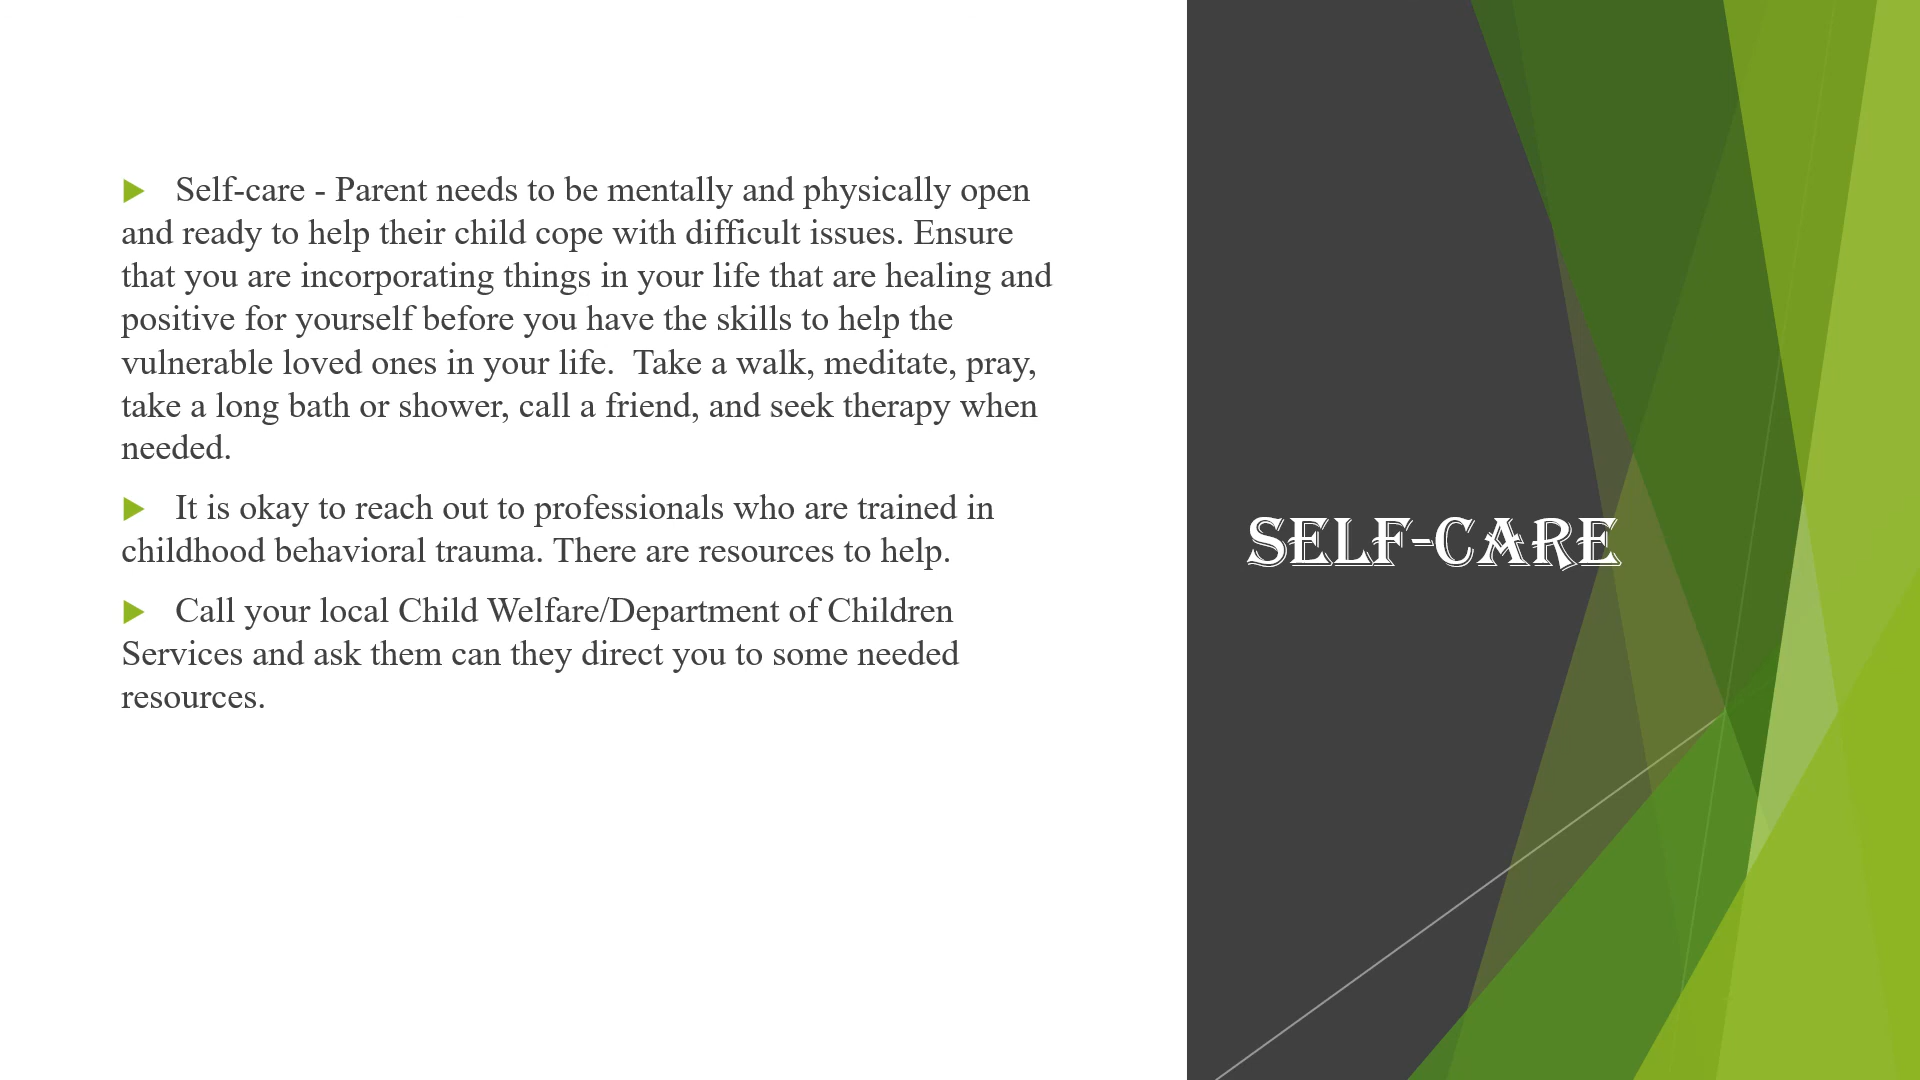 Self-care - Parent needs to be mentally and physically open
and ready to help their child cope with difficult issues. Ensure
that you are incorporating things in your life that are healing and
positive for yourself before you have the skills to help the
vulnerable loved ones in your life.  Take a walk, meditate, pray,
take a long bath or shower, call a friend, and seek therapy when
needed.
It is okay to reach out to professionals who are trained in
childhood behavioral trauma. There are resources to help.
Call your local Child Welfare/Department of Children
Services and ask them can they direct you to some needed
resources.
SELF-CARE